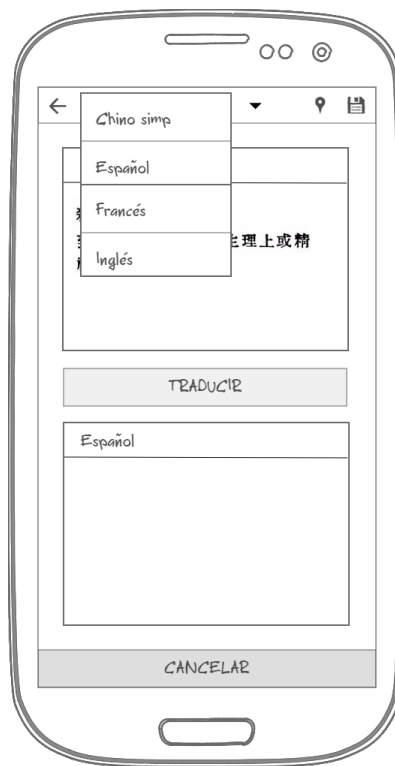 Chino simp
Español
Francés
Inglés
生理上或精
TRADUCIR
Español
CANCELAR